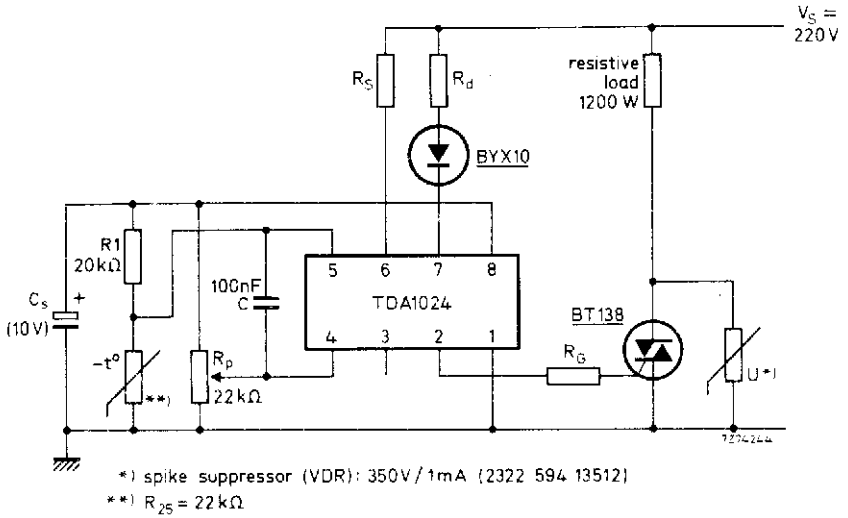 V_S =
220V
R_S
R_d
resistive
load
1200 W
BYX10
R1
20kΩ
5
6
7
8
100nF
C
TDA1024
C_s
+
(10V)
BT138
4
3
2
1
-t°
R_p
R_G
U*)
**)
22kΩ
7Z74244
*) spike suppressor (VDR): 350V/1mA (2322 594 13512)
**) R_25 = 22kΩ